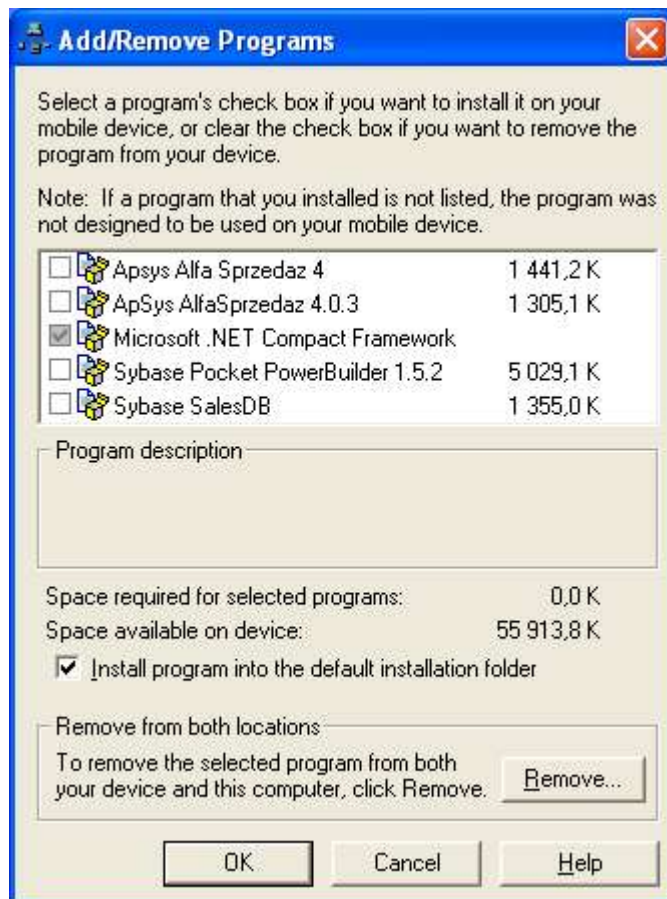 Add/Remove Programs
Select a program's check box if you want to install it on your
mobile device, or clear the check box if you want to remove the
program from your device.
Note: If a program that you installed is not listed, the program was
not designed to be used on your mobile device.
Apsys Alfa Sprzedaz 4 1 441,2 K
ApSys AlfaSprzedaz 4.0.3 1 305,1 K
Microsoft .NET Compact Framework
Sybase Pocket PowerBuilder 1.5.2 5 029,1 K
Sybase SalesDB 1 355,0 K
Program description
Space required for selected programs: 0,0 K
Space available on device: 55 913,8 K
Install program into the default installation folder
Remove from both locations
To remove the selected program from both
your device and this computer, click Remove.
Remove...
OK Cancel Help